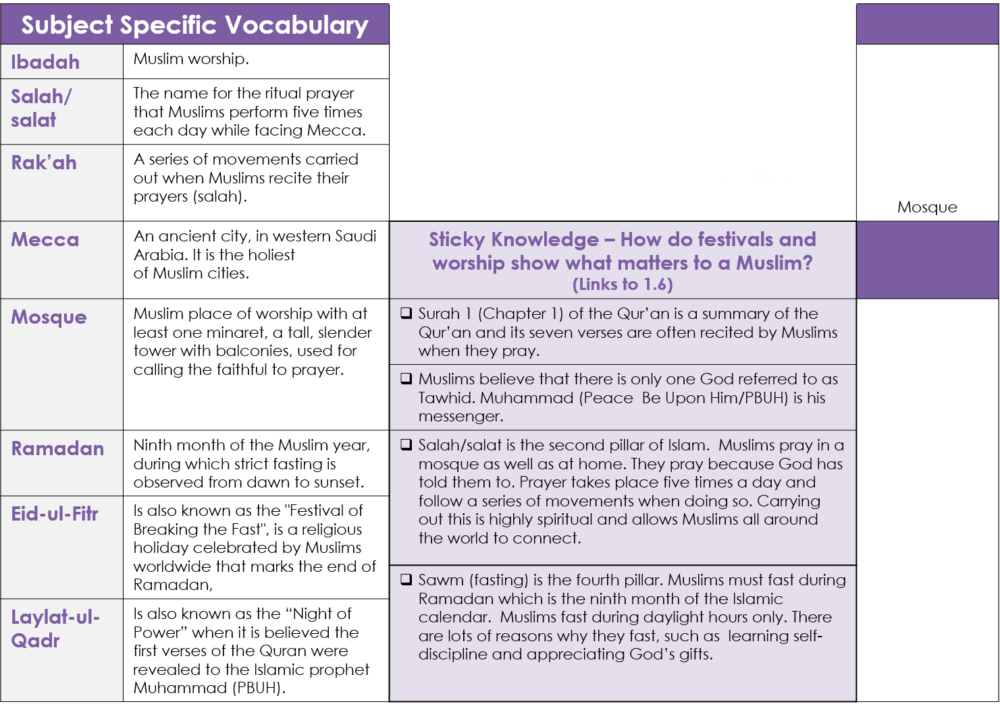 Subject Specific Vocabulary
Ibadah
Muslim worship.
Salah/
salat
The name for the ritual prayer
that Muslims perform five times
each day while facing Mecca.
Rak’ah
A series of movements carried
out when Muslims recite their
prayers (salah).
Mecca
An ancient city, in western Saudi
Arabia. It is the holiest
of Muslim cities.
Mosque
Muslim place of worship with at
least one minaret, a tall, slender
tower with balconies, used for
calling the faithful to prayer.
Ramadan
Ninth month of the Muslim year,
during which strict fasting is
observed from dawn to sunset.
Eid-ul-Fitr
Is also known as the "Festival of
Breaking the Fast", is a religious
holiday celebrated by Muslims
worldwide that marks the end of
Ramadan,
Laylat-ul-
Qadr
Is also known as the “Night of
Power” when it is believed the
first verses of the Quran were
revealed to the Islamic prophet
Muhammad (PBUH).
Sticky Knowledge – How do festivals and
worship show what matters to a Muslim?
(Links to 1.6)
❑ Surah 1 (Chapter 1) of the Qur’an is a summary of the
Qur’an and its seven verses are often recited by Muslims
when they pray.
❑ Muslims believe that there is only one God referred to as
Tawhid. Muhammad (Peace  Be Upon Him/PBUH) is his
messenger.
❑ Salah/salat is the second pillar of Islam.  Muslims pray in a
mosque as well as at home. They pray because God has
told them to. Prayer takes place five times a day and
follow a series of movements when doing so. Carrying
out this is highly spiritual and allows Muslims all around
the world to connect.
❑ Sawm (fasting) is the fourth pillar. Muslims must fast during
Ramadan which is the ninth month of the Islamic
calendar.  Muslims fast during daylight hours only. There
are lots of reasons why they fast, such as  learning self-
discipline and appreciating God’s gifts.
Mosque